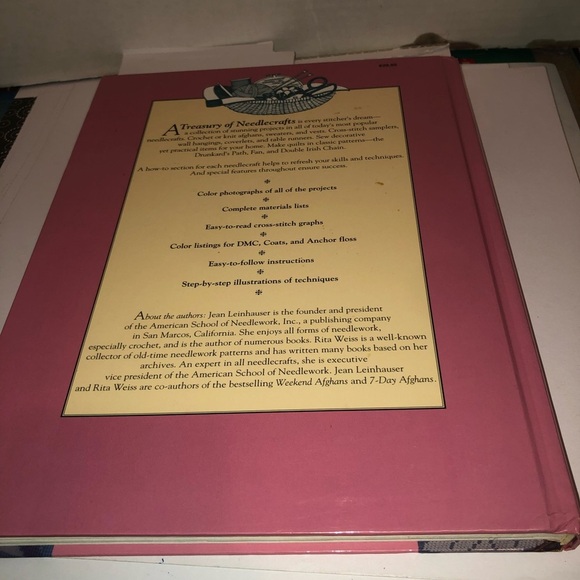 A Treasury of Needlecrafts is every stitcher's dream—
a collection of stunning projects in all of today's most popular
needlecrafts. Crochet or knit afghans, sweaters, and vests. Cross-stitch samplers,
wall hangings, coverlets, and table runners. Sew decorative
yet practical items for your home. Make quilts in classic patterns—the
Drunkard's Path, Fan, and Double Irish Chain.
A how-to section for each needlecraft helps to refresh your skills and techniques.
And special features throughout ensure success.
Color photographs of all of the projects
Complete materials lists
Easy-to-read cross-stitch graphs
Color listings for DMC, Coats, and Anchor floss
Easy-to-follow instructions
Step-by-step illustrations of techniques
About the authors: Jean Leinhauser is the founder and president
of the American School of Needlework, Inc., a publishing company
in San Marcos, California. She enjoys all forms of needlework,
especially crochet, and is the author of numerous books. Rita Weiss is a well-known
collector of old-time needlework patterns and has written many books based on her
archives. An expert in all needlecrafts, she is executive
vice president of the American School of Needlework. Jean Leinhauser
and Rita Weiss are co-authors of the bestselling Weekend Afghans and 7-Day Afghans.